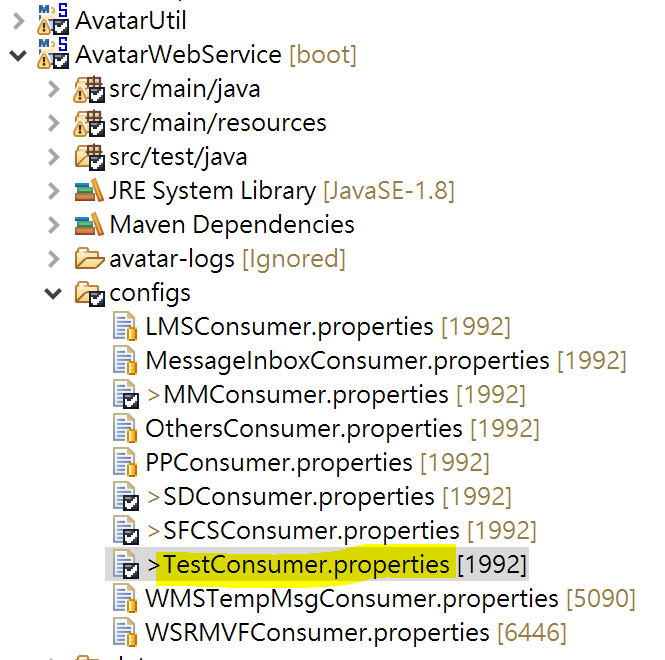 AvatarUtil
AvatarWebService [boot]
src/main/java
src/main/resources
src/test/java
JRE System Library [JavaSE-1.8]
Maven Dependencies
avatar-logs [Ignored]
configs
LMSConsumer.properties [1992]
MessageInboxConsumer.properties [1992]
>MMConsumer.properties [1992]
OthersConsumer.properties [1992]
PPConsumer.properties [1992]
>SDConsumer.properties [1992]
>SFCSConsumer.properties [1992]
>TestConsumer.properties [1992]
WMSTempMsgConsumer.properties [5090]
WSRMVFConsumer.properties [6446]